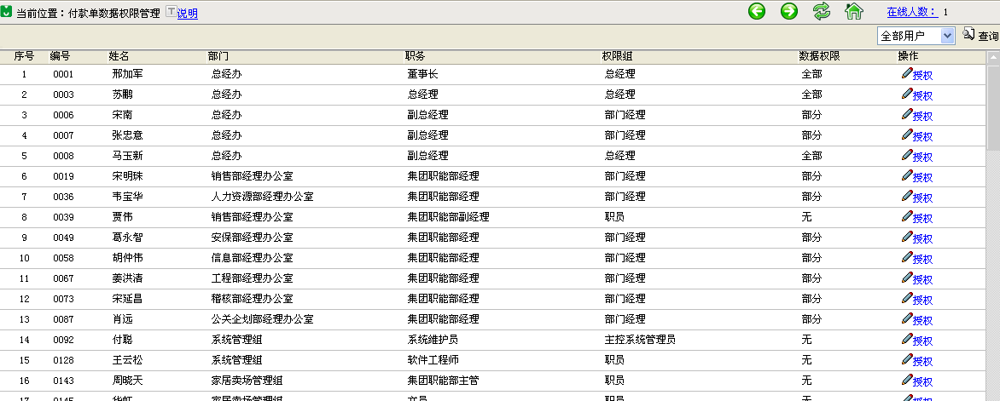 当前位置：付款单数据权限管理 说明 在线人数： 1
全部用户 查询
序号 编号 姓名 部门 职务 权限组 数据权限 操作
1 0001 邢加军 总经办 董事长 总经理 全部 授权
2 0003 苏鹏 总经办 总经理 总经理 全部 授权
3 0006 宋南 总经办 副总经理 部门经理 部分 授权
4 0007 张忠意 总经办 副总经理 部门经理 部分 授权
5 0008 马玉新 总经办 副总经理 总经理 全部 授权
6 0019 宋明珠 销售部经理办公室 集团职能部经理 部门经理 部分 授权
7 0036 韦宝华 人力资源部经理办公室 集团职能部经理 部门经理 部分 授权
8 0039 贾伟 销售部经理办公室 集团职能部副经理 职员 无 授权
9 0049 葛永智 安保部经理办公室 集团职能部经理 部门经理 部分 授权
10 0058 胡仲伟 信息部经理办公室 集团职能部经理 部门经理 部分 授权
11 0067 姜洪涛 工程部经理办公室 集团职能部经理 部门经理 部分 授权
12 0073 宋延昌 稽核部经理办公室 集团职能部经理 部门经理 部分 授权
13 0087 肖远 公关企划部经理办公室 集团职能部经理 部门经理 部分 授权
14 0092 付聪 系统管理组 系统维护员 主控系统管理员 无 授权
15 0128 王云松 系统管理组 软件工程师 职员 无 授权
16 0143 周晓天 家居卖场管理组 集团职能部主管 职员 无 授权
17 0145 华虹 家居卖场管理组 文员 职员 无 授权